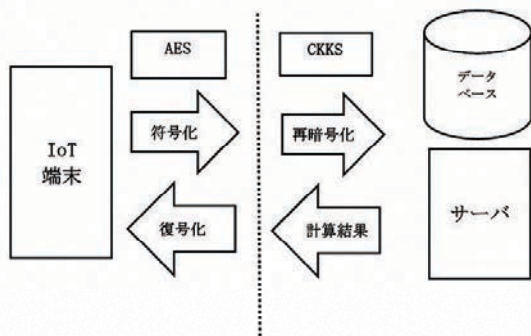 AES
CKKS
データ
ベース
IoT
端末
符号化
再暗号化
復号化
計算結果
サーバ